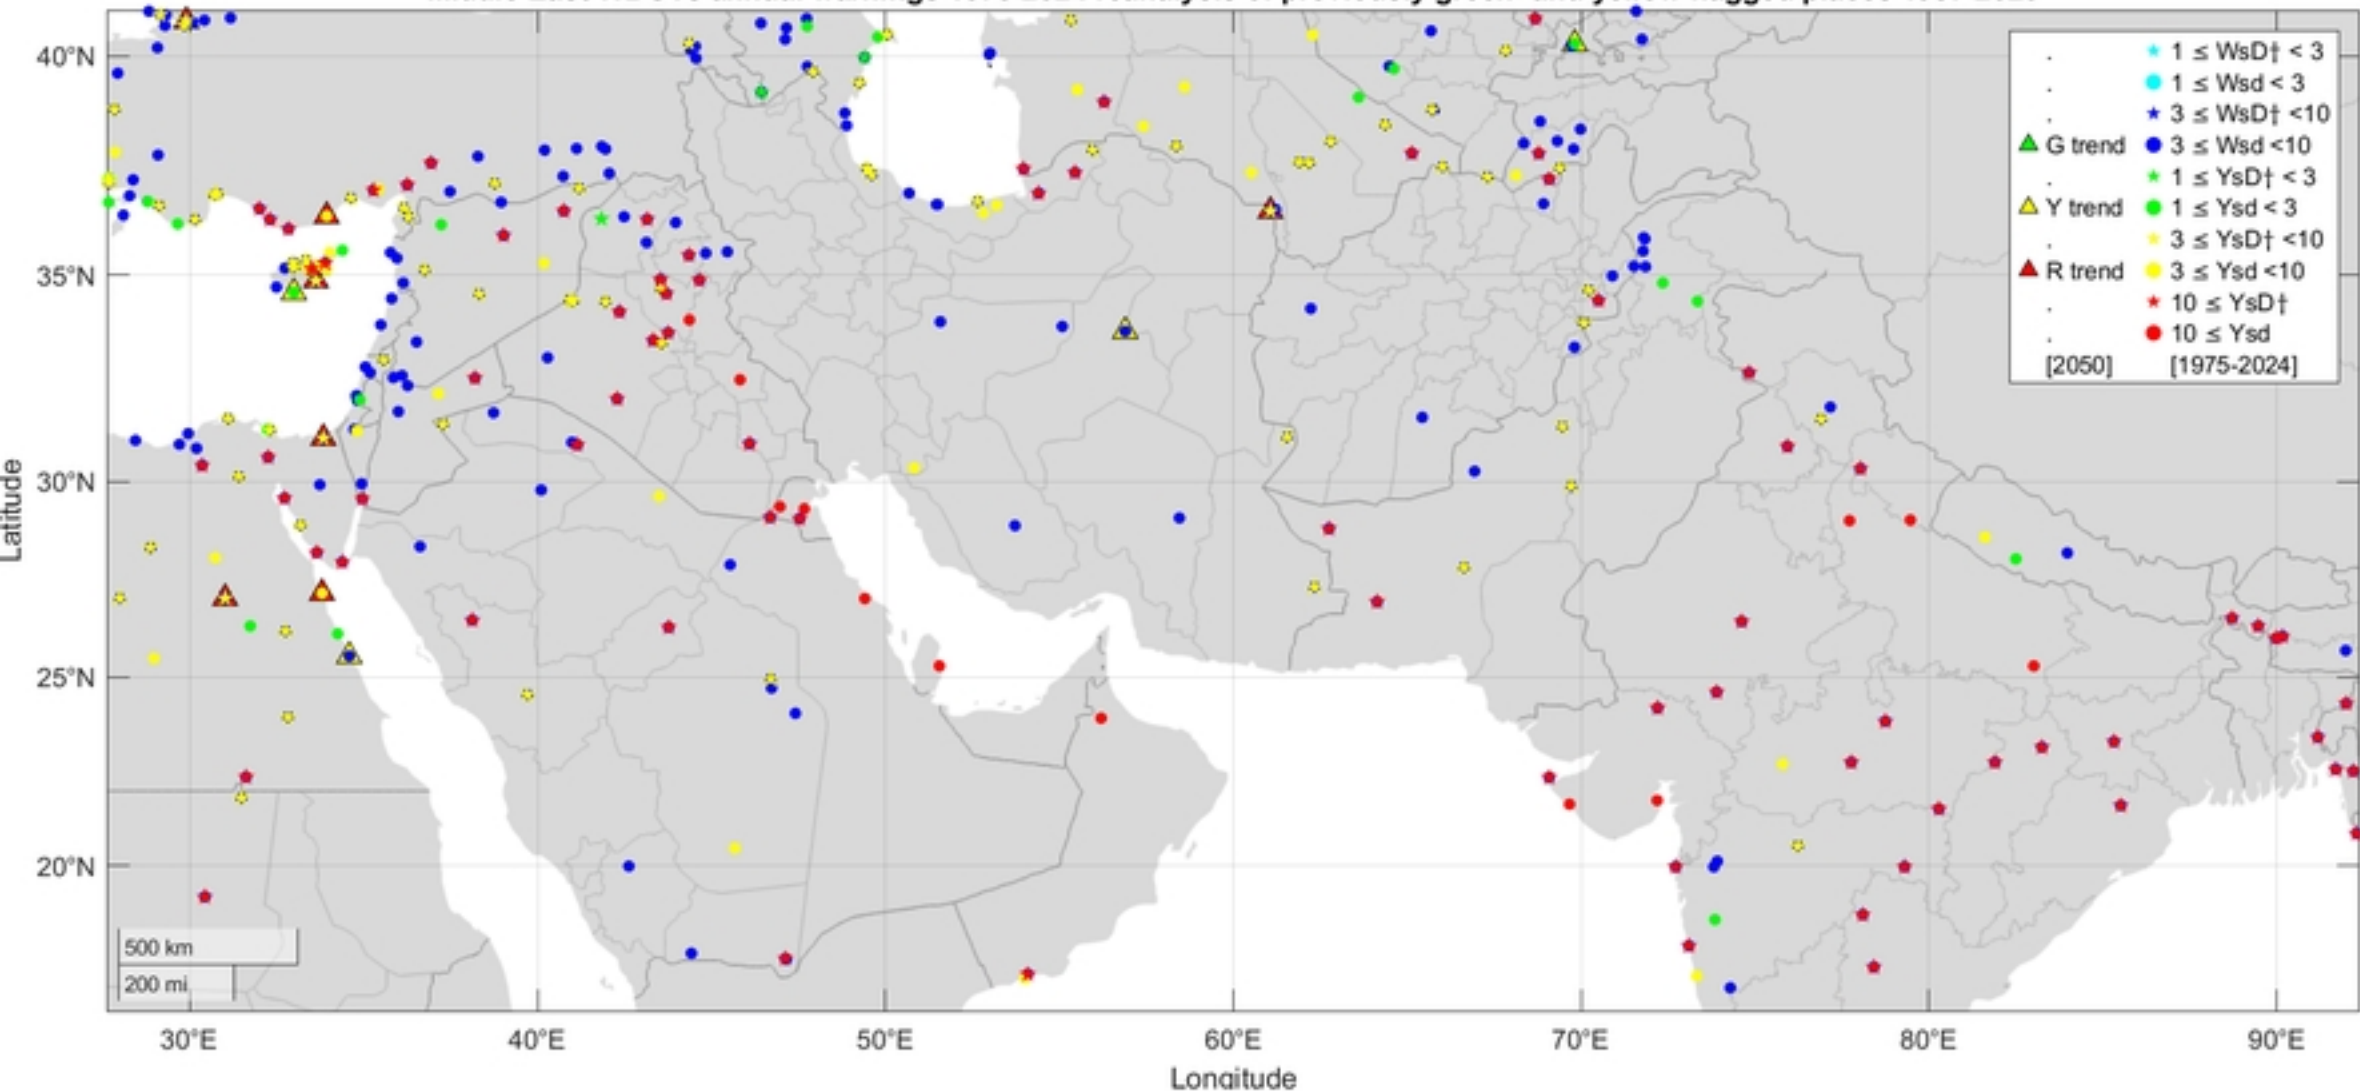 40°N
35°N
30°N
25°N
20°N
Latitude
30°E
40°E
50°E
60°E
70°E
80°E
90°E
Longitude
500 km
200 mi
. 1 ≤ WsD† < 3
. 1 ≤ Wsd < 3
. 3 ≤ WsD† <10
G trend 3 ≤ Wsd <10
. 1 ≤ YsD† < 3
Y trend 1 ≤ Ysd < 3
. 3 ≤ YsD† <10
R trend 3 ≤ Ysd <10
. 10 ≤ YsD†
. 10 ≤ Ysd
[2050] [1975-2024]